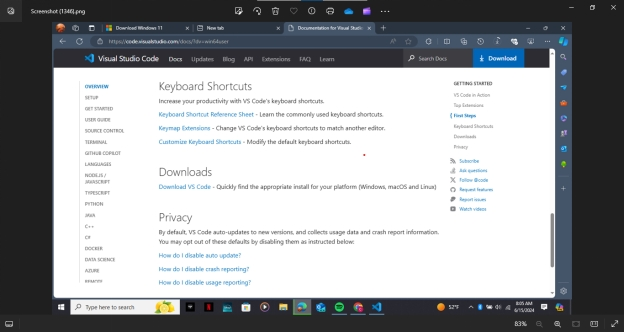 Screenshot (1346).png
Download Windows 11
New tab
Documentation for Visual Studio
https://code.visualstudio.com/docs/?dv=win64user
Visual Studio Code
Docs
Updates
Blog
API
Extensions
FAQ
Learn
Search Docs
Download
OVERVIEW
SETUP
GET STARTED
USER GUIDE
SOURCE CONTROL
TERMINAL
GITHUB COPILOT
LANGUAGES
NODE.JS /
JAVASCRIPT
TYPESCRIPT
PYTHON
JAVA
C++
C#
DOCKER
DATA SCIENCE
AZURE
REMOTE
Keyboard Shortcuts
Increase your productivity with VS Code's keyboard shortcuts.
Keyboard Shortcut Reference Sheet - Learn the commonly used keyboard shortcuts.
Keymap Extensions - Change VS Code's keyboard shortcuts to match another editor.
Customize Keyboard Shortcuts - Modify the default keyboard shortcuts.
Downloads
Download VS Code - Quickly find the appropriate install for your platform (Windows, macOS and Linux)
Privacy
By default, VS Code auto-updates to new versions, and collects usage data and crash report information.
You may opt out of these defaults by disabling them as instructed below:
How do I disable auto update?
How do I disable crash reporting?
How do I disable usage reporting?
GETTING STARTED
VS Code in Action
Top Extensions
First Steps
Keyboard Shortcuts
Downloads
Privacy
Subscribe
Ask questions
Follow @code
Request features
Report issues
Watch videos
Type here to search
52°F
8:05 AM
6/15/2024
83%